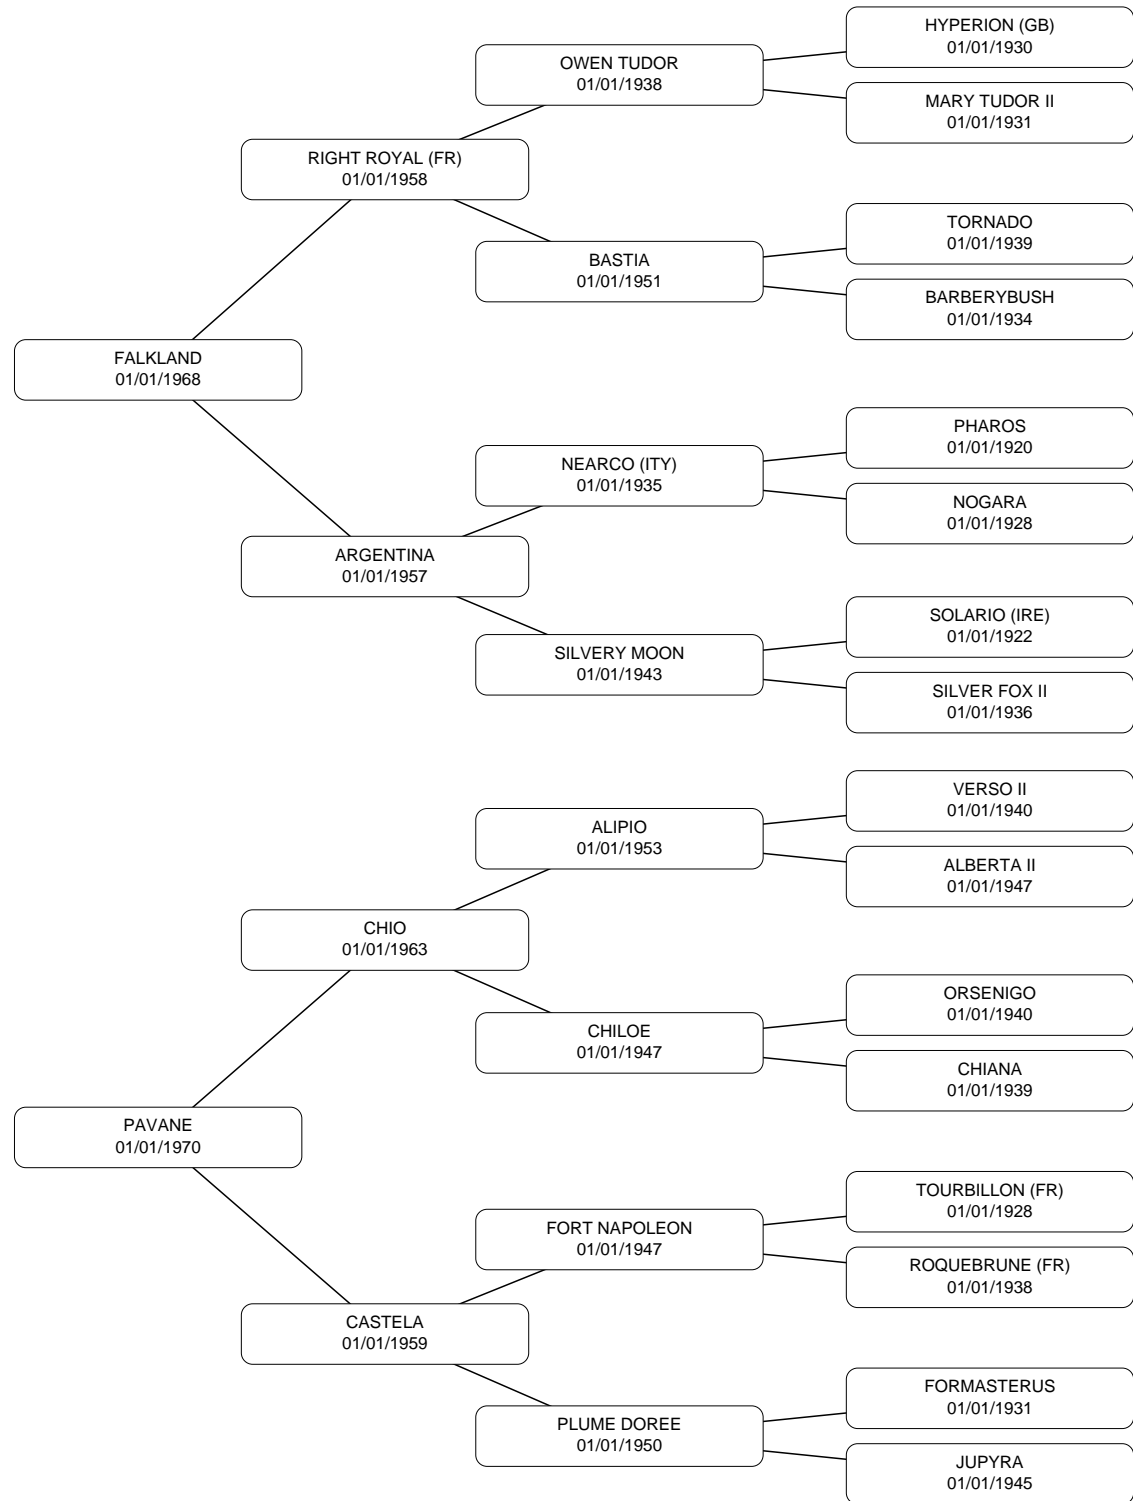 HYPERION (GB)
01/01/1930
OWEN TUDOR
01/01/1938
MARY TUDOR II
01/01/1931
RIGHT ROYAL (FR)
01/01/1958
TORNADO
01/01/1939
BASTIA
01/01/1951
BARBERYBUSH
01/01/1934
FALKLAND
01/01/1968
PHAROS
01/01/1920
NEARCO (ITY)
01/01/1935
NOGARA
01/01/1928
ARGENTINA
01/01/1957
SOLARIO (IRE)
01/01/1922
SILVERY MOON
01/01/1943
SILVER FOX II
01/01/1936
VERSO II
01/01/1940
ALIPIO
01/01/1953
ALBERTA II
01/01/1947
CHIO
01/01/1963
ORSENIGO
01/01/1940
CHILOE
01/01/1947
CHIANA
01/01/1939
PAVANE
01/01/1970
TOURBILLON (FR)
01/01/1928
FORT NAPOLEON
01/01/1947
ROQUEBRUNE (FR)
01/01/1938
CASTELA
01/01/1959
FORMASTERUS
01/01/1931
PLUME DOREE
01/01/1950
JUPYRA
01/01/1945